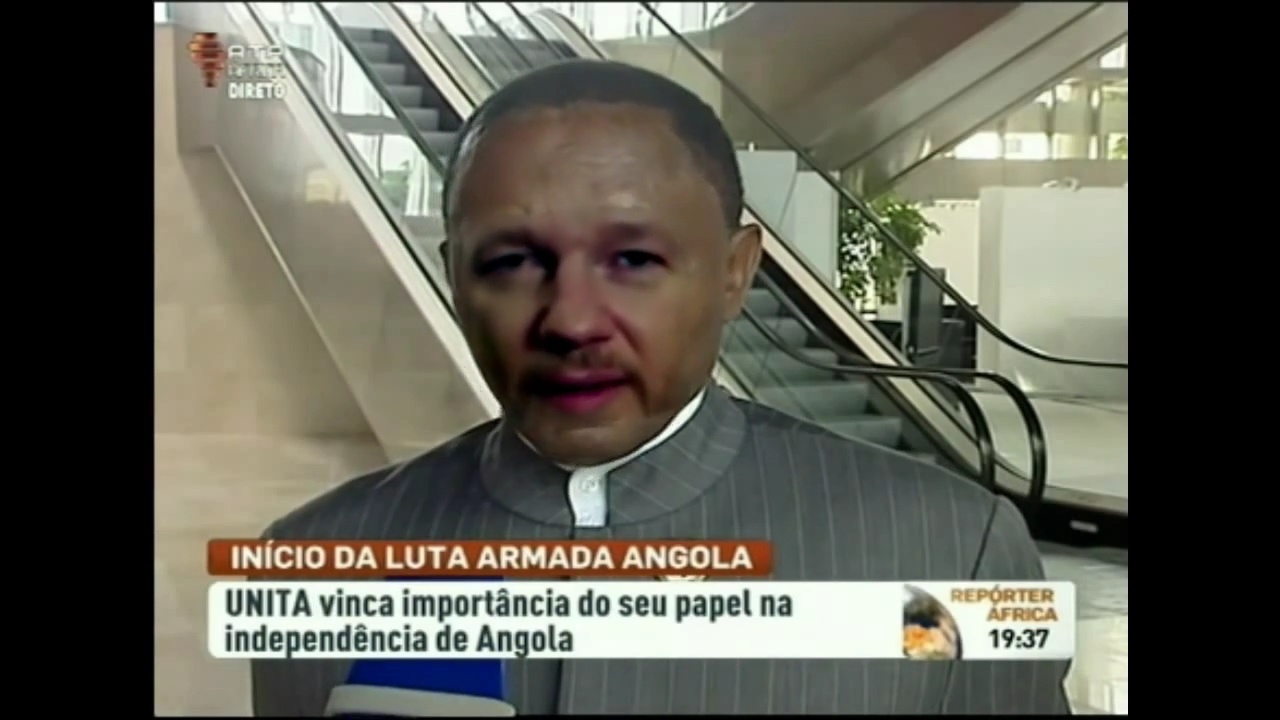 DIRETO
INÍCIO DA LUTA ARMADA ANGOLA
UNITA vinca importância do seu papel na
independência de Angola
REPÓRTER
ÁFRICA
19:37